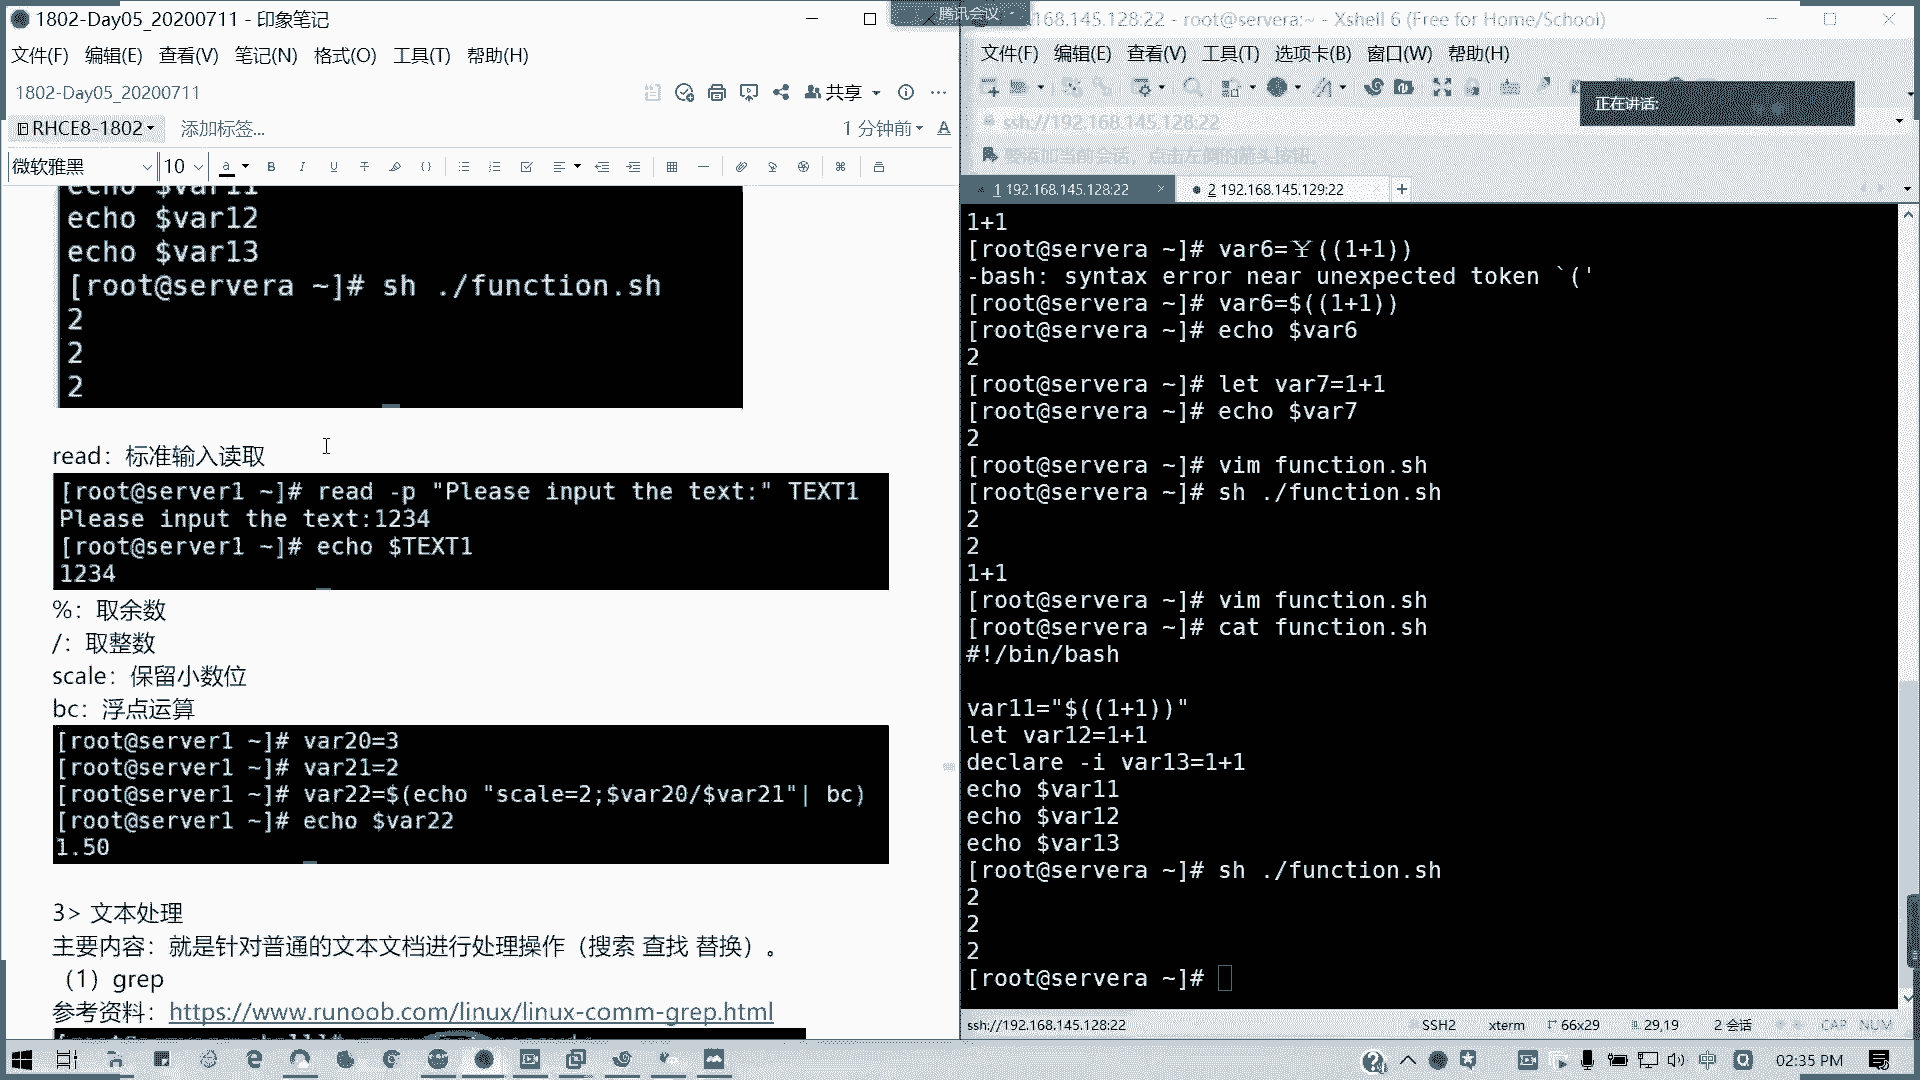 1802-Day05_20200711 - 印象笔记
文件(F) 编辑(E) 查看(V) 笔记(N) 格式(O) 工具(T) 帮助(H)
1802-Day05_20200711
共享
RHCE8-1802
添加标签...
1 分钟前
微软雅黑 10
echo $var11
echo $var12
echo $var13
[root@servera ~]# sh ./function.sh
2
2
2
read：标准输入读取
[root@server1 ~]# read -p "Please input the text:" TEXT1
Please input the text:1234
[root@server1 ~]# echo $TEXT1
1234
%：取余数
/：取整数
scale：保留小数位
bc：浮点运算
[root@server1 ~]# var20=3
[root@server1 ~]# var21=2
[root@server1 ~]# var22=$(echo "scale=2;$var20/$var21"| bc)
[root@server1 ~]# echo $var22
1.50
3> 文本处理
主要内容：就是针对普通的文本文档进行处理操作（搜索 查找 替换）。
（1）grep
参考资料：https://www.runoob.com/linux/linux-comm-grep.html
腾讯会议
168.145.128:22 - root@servera:~ - Xshell 6 (Free for Home/School)
文件(F) 编辑(E) 查看(V) 工具(T) 选项卡(B) 窗口(W) 帮助(H)
正在讲话:
ssh://192.168.145.128:22
要添加当前会话，点击左侧的箭头按钮。
1 192.168.145.128:22
2 192.168.145.129:22
1+1
[root@servera ~]# var6=￥((1+1))
-bash: syntax error near unexpected token `('
[root@servera ~]# var6=$((1+1))
[root@servera ~]# echo $var6
2
[root@servera ~]# let var7=1+1
[root@servera ~]# echo $var7
2
[root@servera ~]# vim function.sh
[root@servera ~]# sh ./function.sh
2
2
1+1
[root@servera ~]# vim function.sh
[root@servera ~]# cat function.sh
#!/bin/bash
var11="$((1+1))"
let var12=1+1
declare -i var13=1+1
echo $var11
echo $var12
echo $var13
[root@servera ~]# sh ./function.sh
2
2
2
[root@servera ~]#
ssh://192.168.145.128:22 SSH2 xterm 66x29 29,19 2 会话 CAP NUM
中 02:35 PM